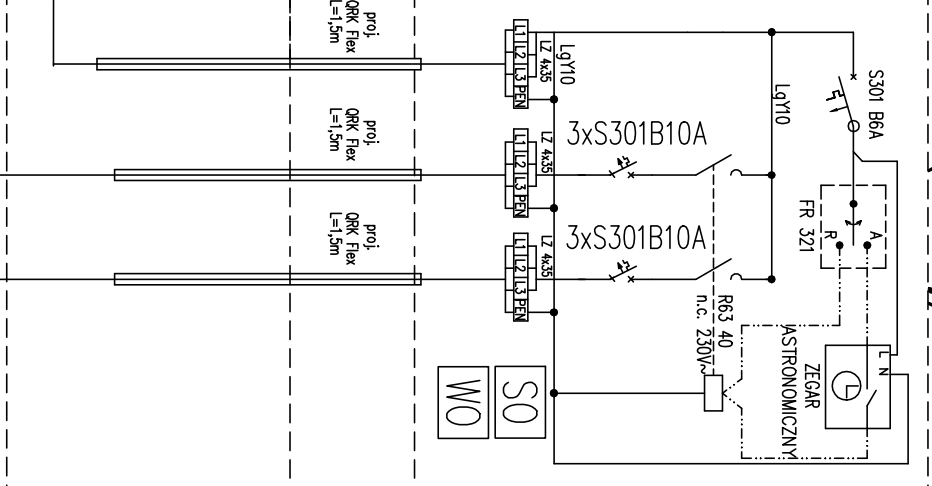 proj.
QRK Flex
L=1,5m
proj.
QRK Flex
L=1,5m
proj.
QRK Flex
L=1,5m
L1 L2 L3 PEN
LZ 4x35
LgY10
L1 L2 L3 PEN
LZ 4x35
L1 L2 L3 PEN
LZ 4x35
3xS301B10A
3xS301B10A
LgY10
S301 B6A
FR 321
R A
R63 40
n.c. 230V~
ASTRONOMICZNY
ZEGAR
L N
SO
WO